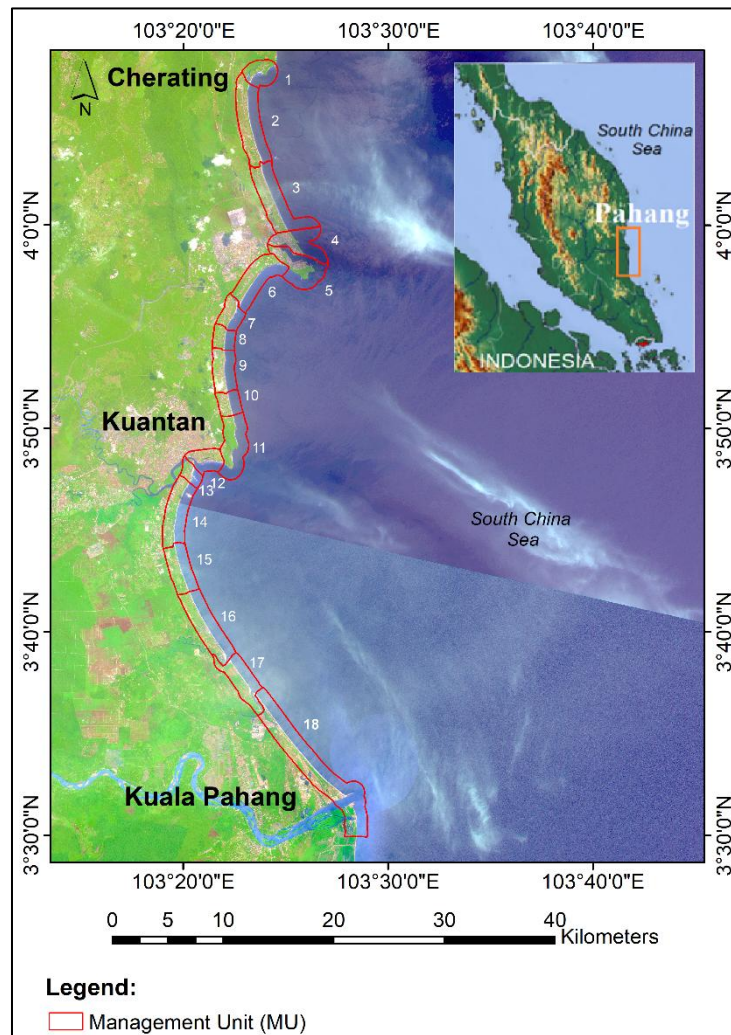 103°20'0"E 103°30'0"E 103°40'0"E
Cherating
N
1
2
3
4
5
6
7
8
9
10
11
12
13
14
15
16
17
18
South China
Sea
Pahang
INDONESIA
4°0'0"N
4°0'0"N
Kuantan
3°50'0"N
3°50'0"N
South China
Sea
3°40'0"N
3°40'0"N
Kuala Pahang
3°30'0"N
3°30'0"N
103°20'0"E 103°30'0"E 103°40'0"E
0 5 10 20 30 40
Kilometers
Legend:
Management Unit (MU)